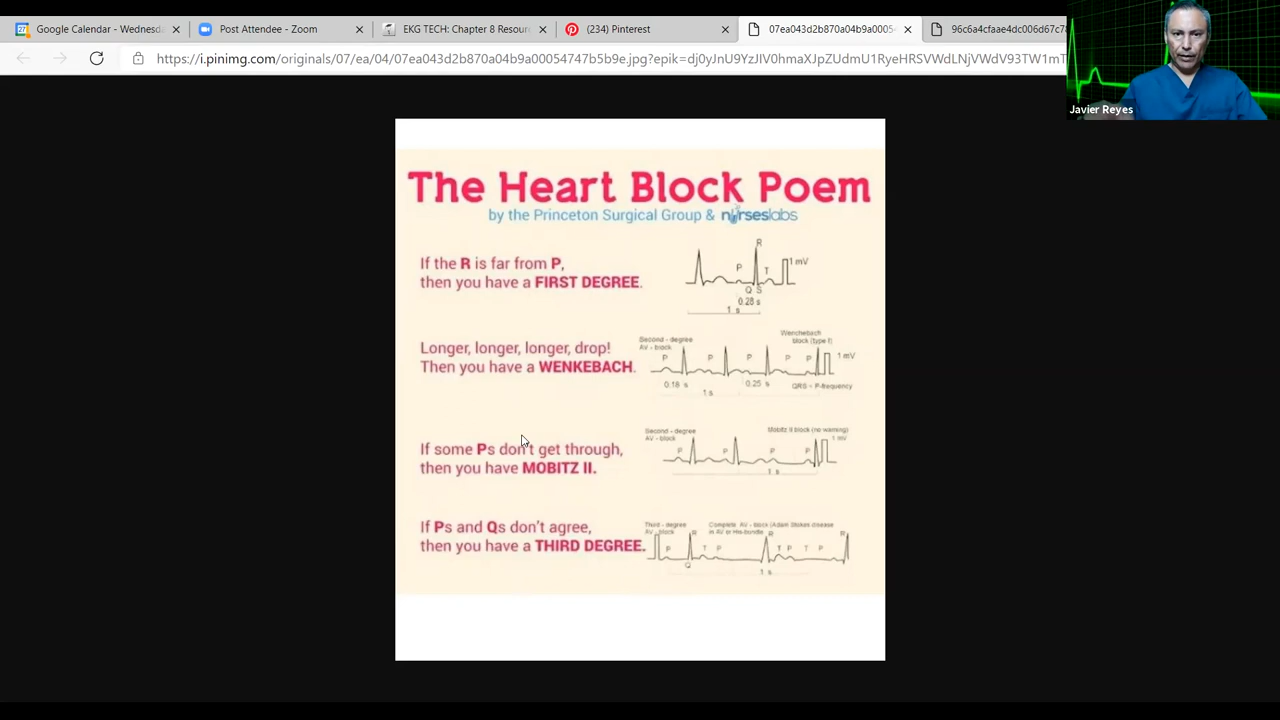 Google Calendar - Wednesd
Post Attendee - Zoom
EKG TECH: Chapter 8 Resour
(234) Pinterest
07ea043d2b870a04b9a0005
96c6a4cfaae4dc006d67c7
https://i.pinimg.com/originals/07/ea/04/07ea043d2b870a04b9a00054747b5b9e.jpg?epik=dj0yJnU9YzJIV0hmaXJpZUdmU1RyeHRSVWdLNjVWdV93TW1mT
Javier Reyes
The Heart Block Poem
by the Princeton Surgical Group & nurseslabs
If the R is far from P,
then you have a FIRST DEGREE.
R
P
T
1 mV
Q S
0.28 s
1 s
Longer, longer, longer, drop!
Then you have a WENKEBACH.
Second - degree
AV - block
Wenchebach
block (type I)
P P P P P
1 mV
0.18 s
0.25 s
QRS < P-frequency
1 s
If some Ps don't get through,
then you have MOBITZ II.
Second - degree
AV - block
Mobitz II block (no warning)
1 mV
P P P P
1 s
If Ps and Qs don't agree,
then you have a THIRD DEGREE.
Third - degree
AV - block
Complete AV - block (Adam Stokes disease
in AV or His-bundle
R R R
P T P T P T P
Q
1 s